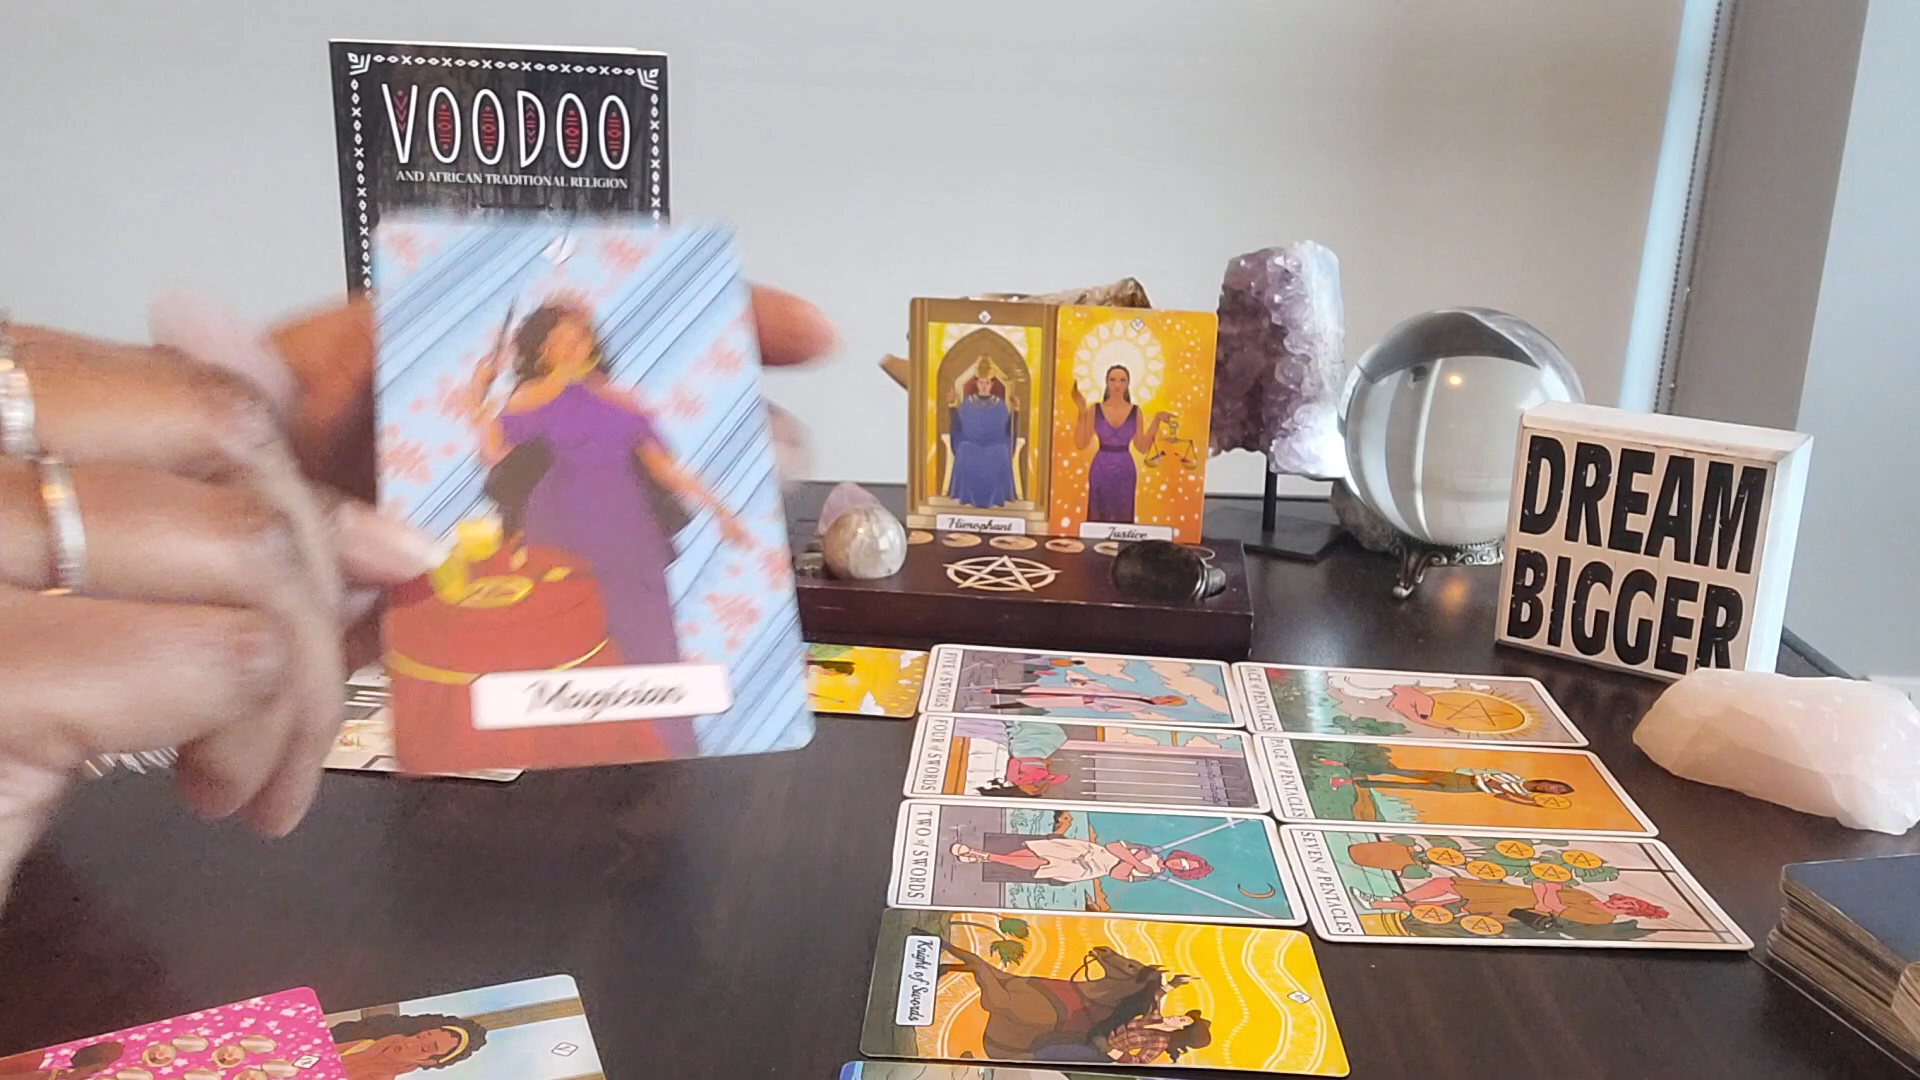 VOODOO
AND AFRICAN TRADITIONAL RELIGION
Magician
Hierophant
Justice
DREAM
BIGGER
FIVE of SWORDS
ACE of PENTACLES
FOUR of SWORDS
PAGE of PENTACLES
TWO of SWORDS
SEVEN of PENTACLES
Knight of Swords